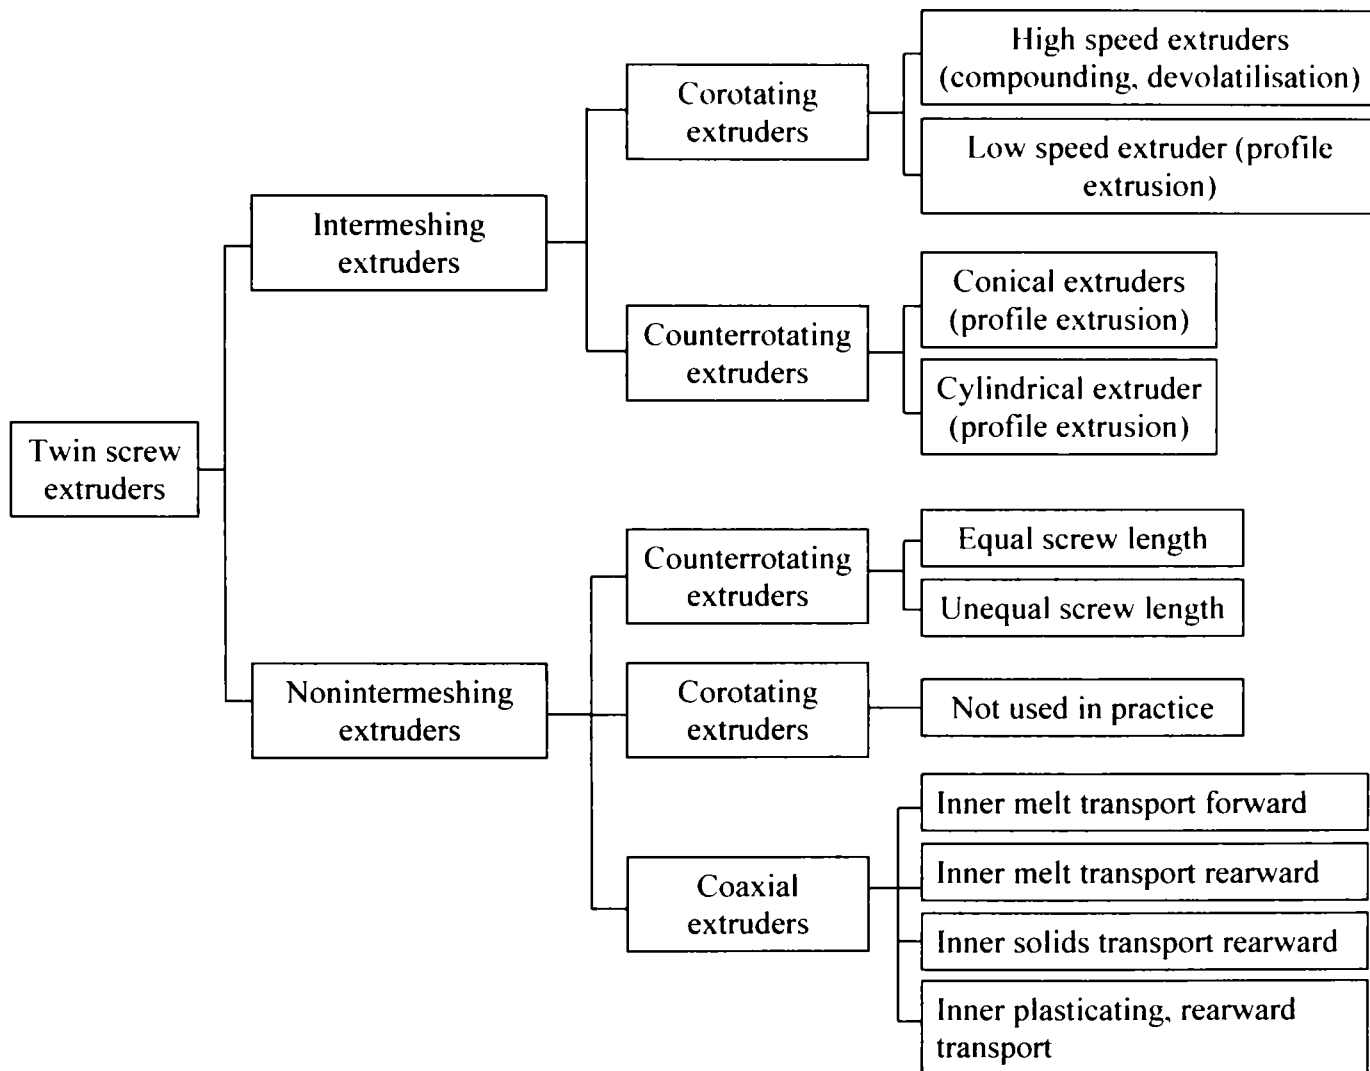 High speed extruders
(compounding, devolatilisation)
Corotating
extruders
Low speed extruder (profile
extrusion)
Intermeshing
extruders
Conical extruders
(profile extrusion)
Counterrotating
extruders
Cylindrical extruder
(profile extrusion)
Twin screw
extruders
Equal screw length
Counterrotating
extruders
Unequal screw length
Nonintermeshing
extruders
Corotating
extruders
Not used in practice
Inner melt transport forward
Inner melt transport rearward
Coaxial
extruders
Inner solids transport rearward
Inner plasticating, rearward
transport